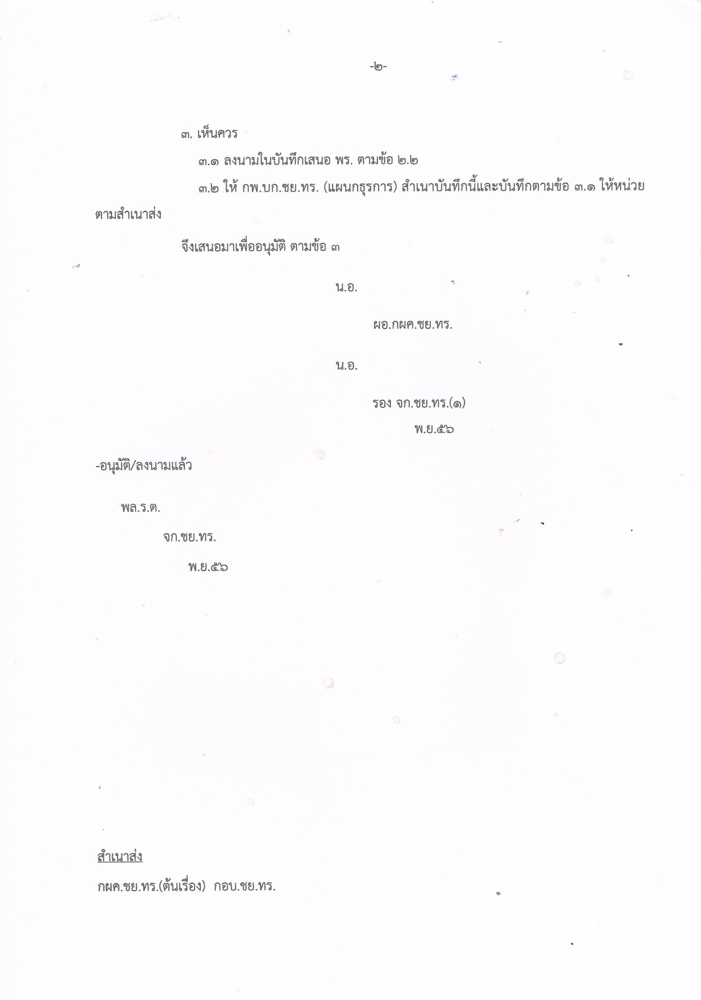 -๒-
๓. เห็นควร
๓.๑ ลงนามในบันทึกเสนอ พร. ตามข้อ ๒.๒
๓.๒ ให้ กพ.บก.ชย.ทร. (แผนกธุรการ) สำเนาบันทึกนี้และบันทึกตามข้อ ๓.๑ ให้หน่วย
ตามสำเนาส่ง
จึงเสนอมาเพื่ออนุมัติ ตามข้อ ๓
น.อ.
ผอ.กผค.ชย.ทร.
น.อ.
รอง จก.ชย.ทร.(๑)
พ.ย.๕๖
-อนุมัติ/ลงนามแล้ว
พล.ร.ต.
จก.ชย.ทร.
พ.ย.๕๖
สำเนาส่ง
กผค.ชย.ทร.(ต้นเรื่อง) กอบ.ชย.ทร.